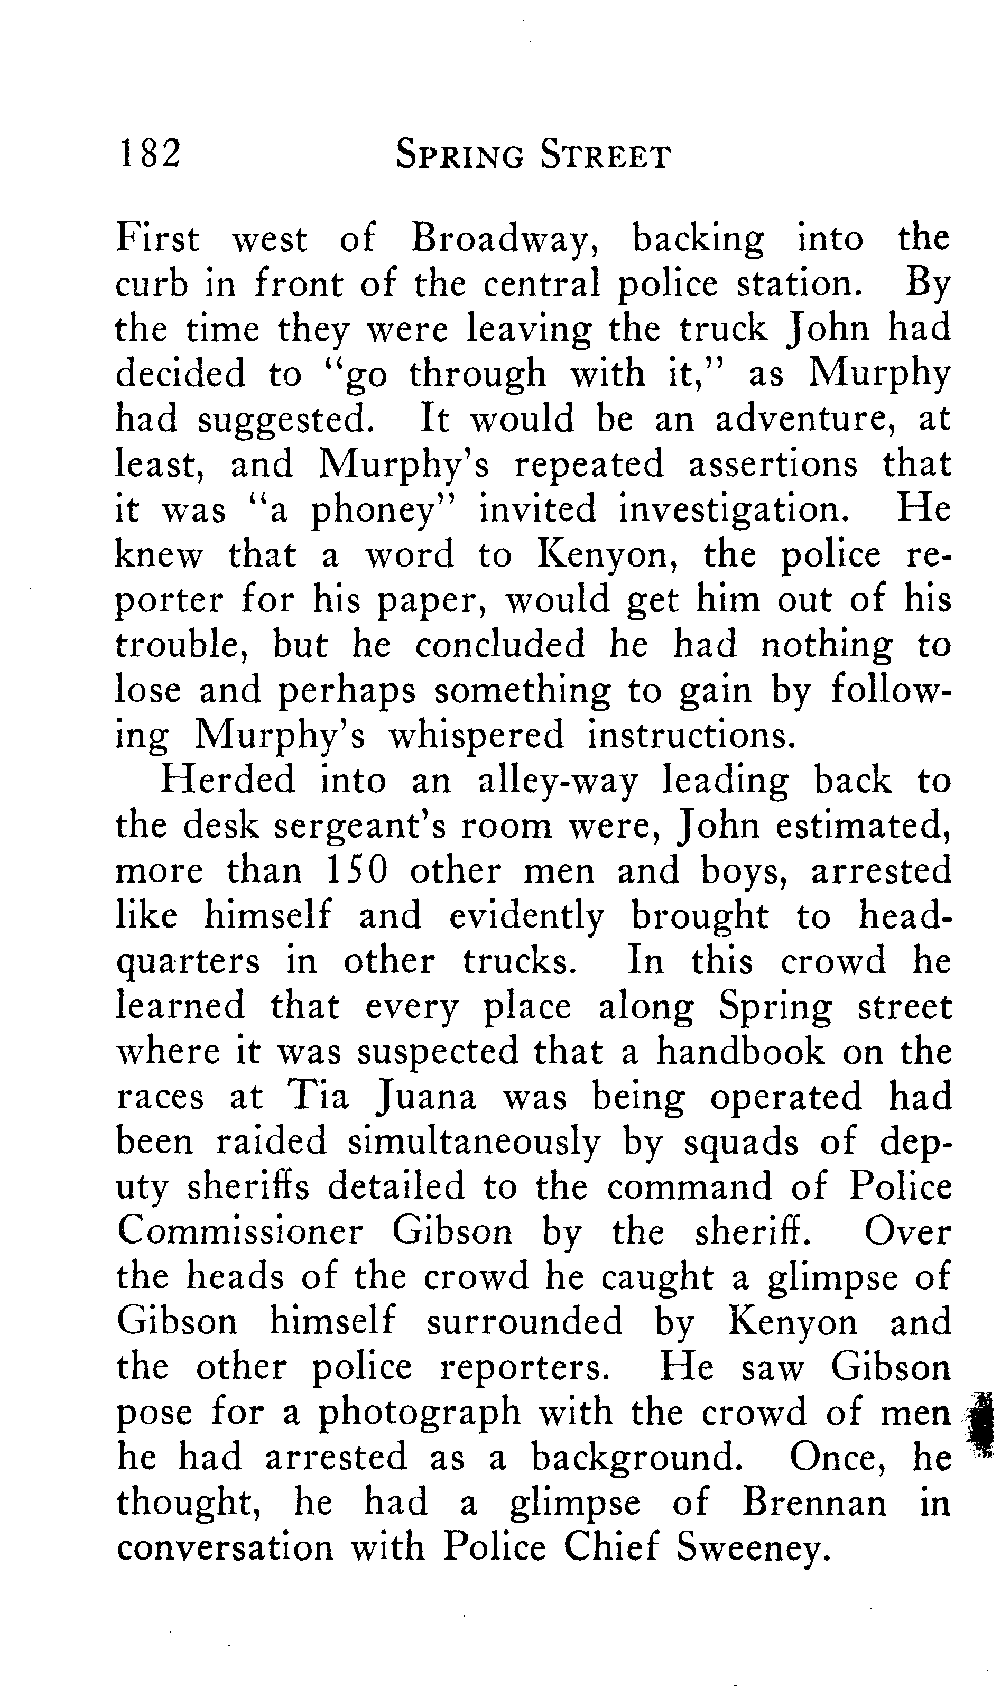 182 SPRING STREET
First west of Broadway, backing into the
curb in front of the central police station. By
the time they were leaving the truck John had
decided to "go through with it," as Murphy
had suggested. It would be an adventure, at
least, and Murphy's repeated assertions that
it was "a phoney" invited investigation. He
knew that a word to Kenyon, the police re-
porter for his paper, would get him out of his
trouble, but he concluded he had nothing to
lose and perhaps something to gain by follow-
ing Murphy's whispered instructions.
Herded into an alley-way leading back to
the desk sergeant's room were, John estimated,
more than 150 other men and boys, arrested
like himself and evidently brought to head-
quarters in other trucks. In this crowd he
learned that every place along Spring street
where it was suspected that a handbook on the
races at Tia Juana was being operated had
been raided simultaneously by squads of dep-
uty sheriffs detailed to the command of Police
Commissioner Gibson by the sheriff. Over
the heads of the crowd he caught a glimpse of
Gibson himself surrounded by Kenyon and
the other police reporters. He saw Gibson
pose for a photograph with the crowd of men
he had arrested as a background. Once, he
thought, he had a glimpse of Brennan in
conversation with Police Chief Sweeney.